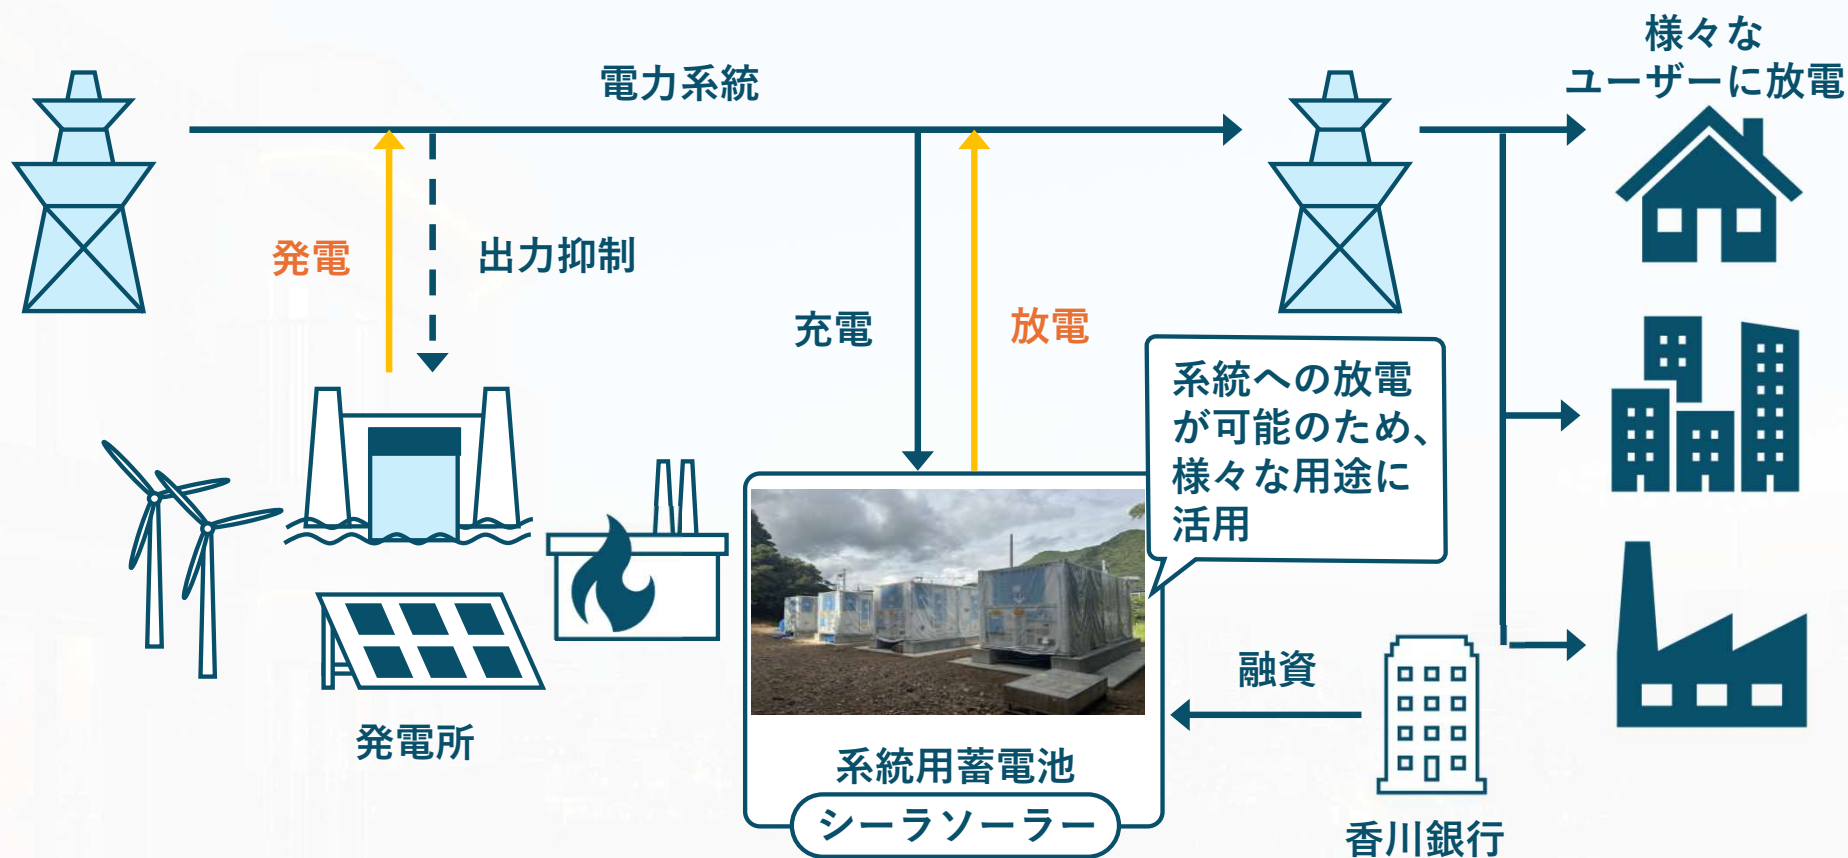 様々な
ユーザーに放電
電力系統
発電
出力抑制
充電
放電
系統への放電
が可能のため、
様々な用途に
活用
融資
発電所
系統用蓄電池
シーラソーラー
香川銀行